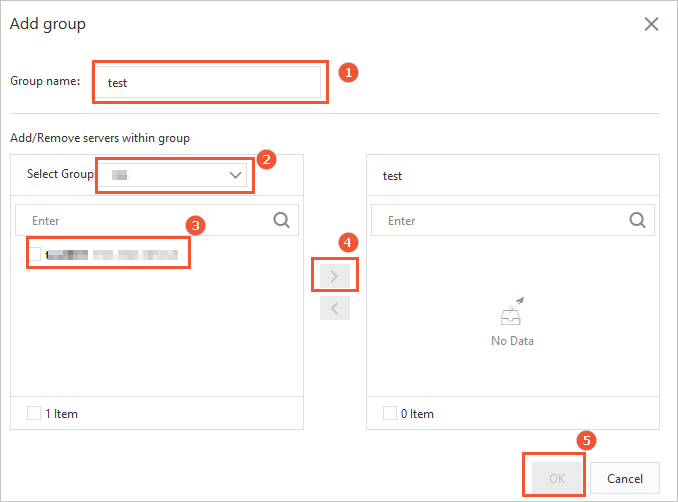 Add group
Group name: test 1
Add/Remove servers within group
2
Select Group:
test
Enter
Enter
3
4
No Data
1 Item
0 Item
5
OK Cancel